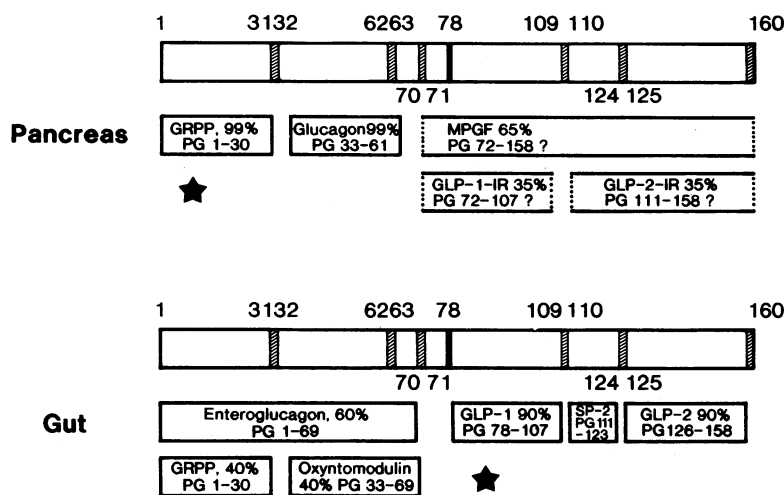 1 3132 6263 78 109 110 160
70 71 124 125
Pancreas
GRPP, 99%
PG 1-30
Glucagon99%
PG 33-61
MPGF 65%
PG 72-158 ?
GLP-1-IR 35%
PG 72-107 ?
GLP-2-IR 35%
PG 111-158 ?
1 3132 6263 78 109 110 160
70 71 124 125
Gut
Enteroglucagon, 60%
PG 1-69
GLP-1 90%
PG 78-107
SP-2
PG111
-123
GLP-2 90%
PG126-158
GRPP, 40%
PG 1-30
Oxyntomodulin
40% PG 33-69